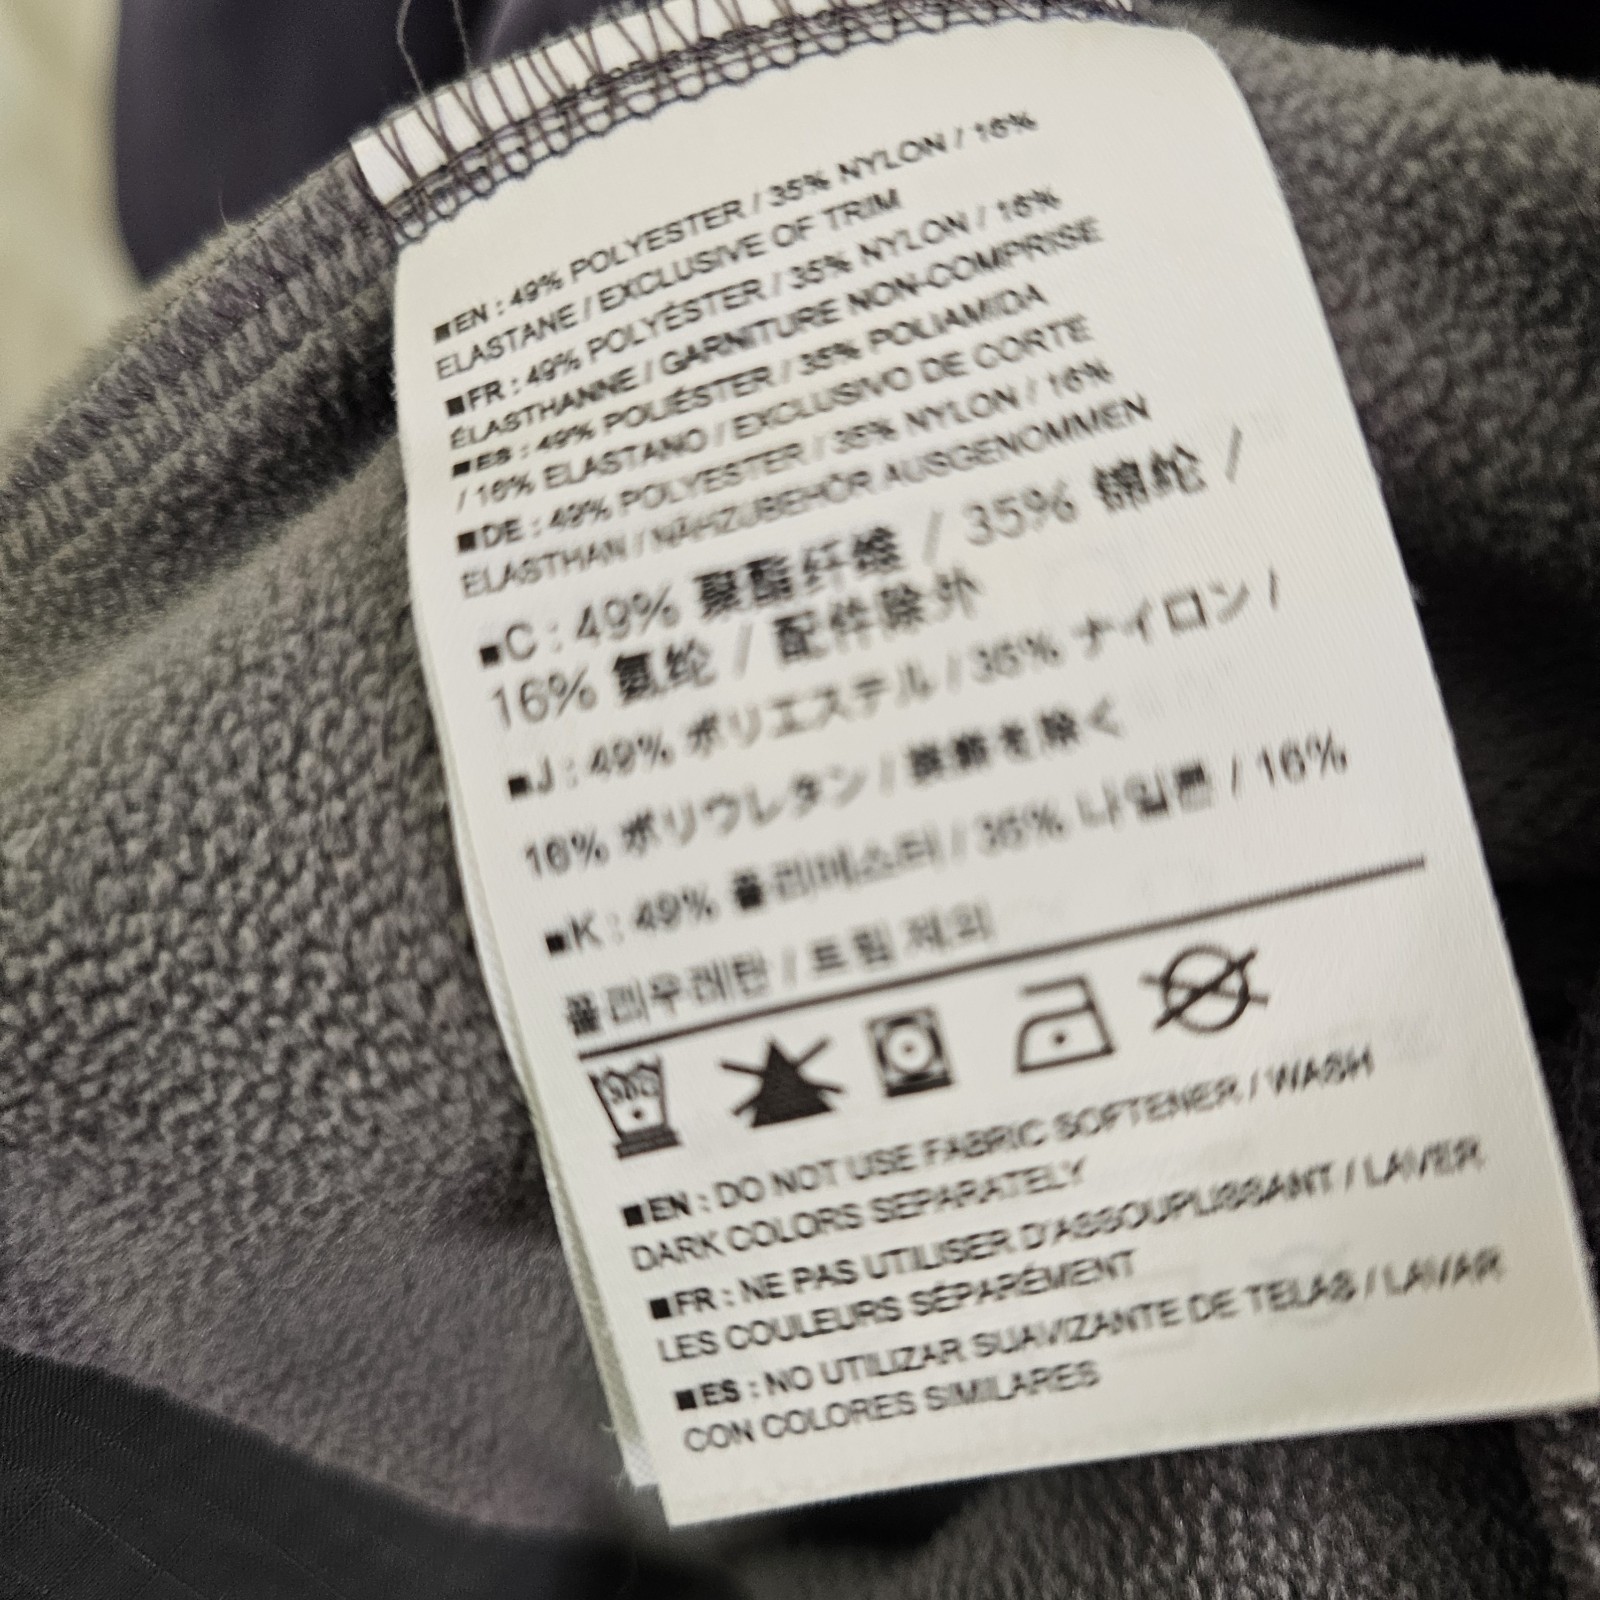 ■EN : 49% POLYESTER / 35% NYLON / 16%
ELASTANE / EXCLUSIVE OF TRIM
■FR : 49% POLYÉSTER / 35% NYLON / 16%
ÉLASTHANNE / GARNITURE NON-COMPRISE
■ES : 49% POLIÉSTER / 35% POLIAMIDA
/ 16% ELASTANO / EXCLUSIVO DE CORTE
■DE : 49% POLYESTER / 35% NYLON / 16%
ELASTHAN / NÄHZUBEHÖR AUSGENOMMEN
■C : 49% 聚酯纤维 / 35% 锦纶 /
16% 氨纶 / 配件除外
■J : 49% ポリエステル / 35% ナイロン /
16% ポリウレタン / を除く
■K : 49% 폴리에스터 / 35% 나일론 / 16%
폴리우레탄 / 트림 제외
■EN : DO NOT USE FABRIC SOFTENER / WASH
DARK COLORS SEPARATELY
■FR : NE PAS UTILISER D'ASSOUPLISSANT / LAVER
LES COULEURS SÉPARÉMENT
■ES : NO UTILIZAR SUAVIZANTE DE TELAS / LAVAR
CON COLORES SIMILARES